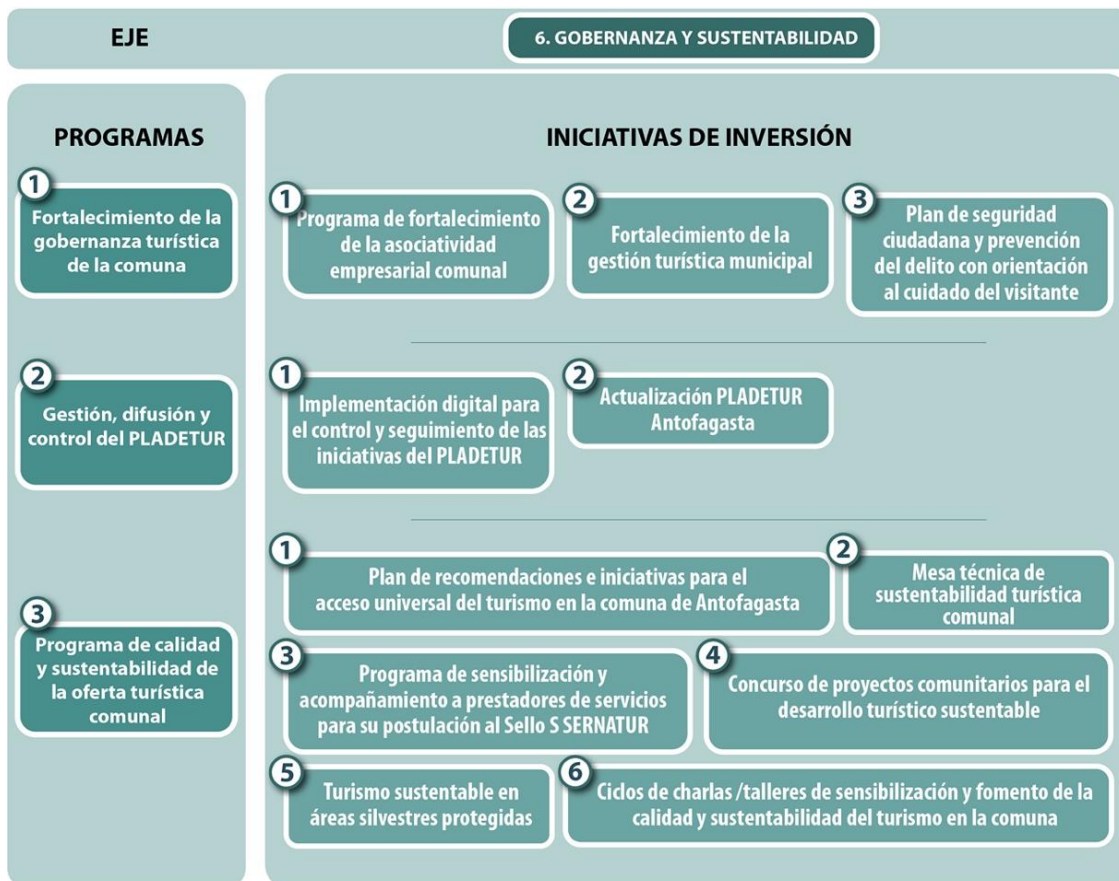 EJE
6. GOBERNANZA Y SUSTENTABILIDAD
PROGRAMAS
INICIATIVAS DE INVERSIÓN
1
Fortalecimiento de la
gobernanza turística
de la comuna
1
Programa de fortalecimiento
de la asociatividad
empresarial comunal
2
Fortalecimiento de la
gestión turística municipal
3
Plan de seguridad
ciudadana y prevención
del delito con orientación
al cuidado del visitante
2
Gestión, difusión y
control del PLADETUR
1
Implementación digital para
el control y seguimiento de las
iniciativas del PLADETUR
2
Actualización PLADETUR
Antofagasta
3
Programa de calidad
y sustentabilidad de
la oferta turística
comunal
1
Plan de recomendaciones e iniciativas para el
acceso universal del turismo en la comuna de Antofagasta
2
Mesa técnica de
sustentabilidad turística
comunal
3
Programa de sensibilización y
acompañamiento a prestadores de servicios
para su postulación al Sello S SERNATUR
4
Concurso de proyectos comunitarios para el
desarrollo turístico sustentable
5
Turismo sustentable en
áreas silvestres protegidas
6
Ciclos de charlas /talleres de sensibilización y fomento de la
calidad y sustentabilidad del turismo en la comuna